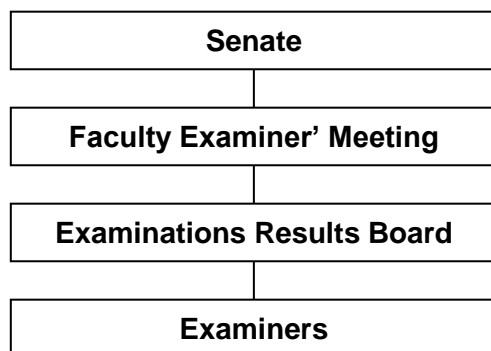 Senate
Faculty Examiner' Meeting
Examinations Results Board
Examiners